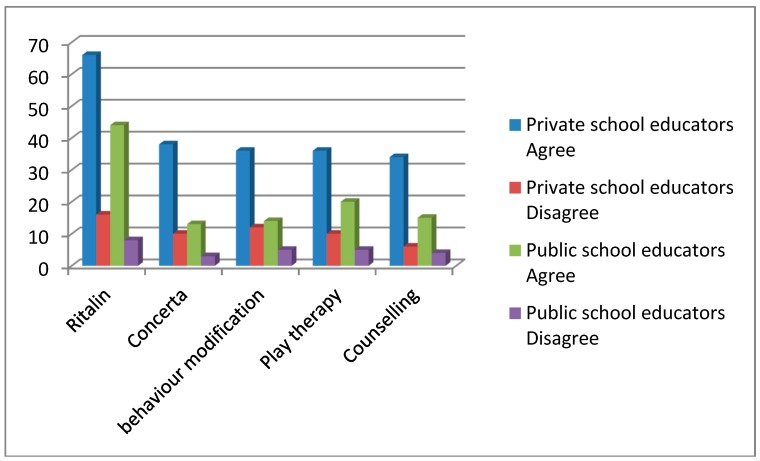 70
60
50
40
30
20
10
0
Ritalin
Concerta
behaviour modification
Play therapy
Counselling
Private school educators
Agree
Private school educators
Disagree
Public school educators
Agree
Public school educators
Disagree